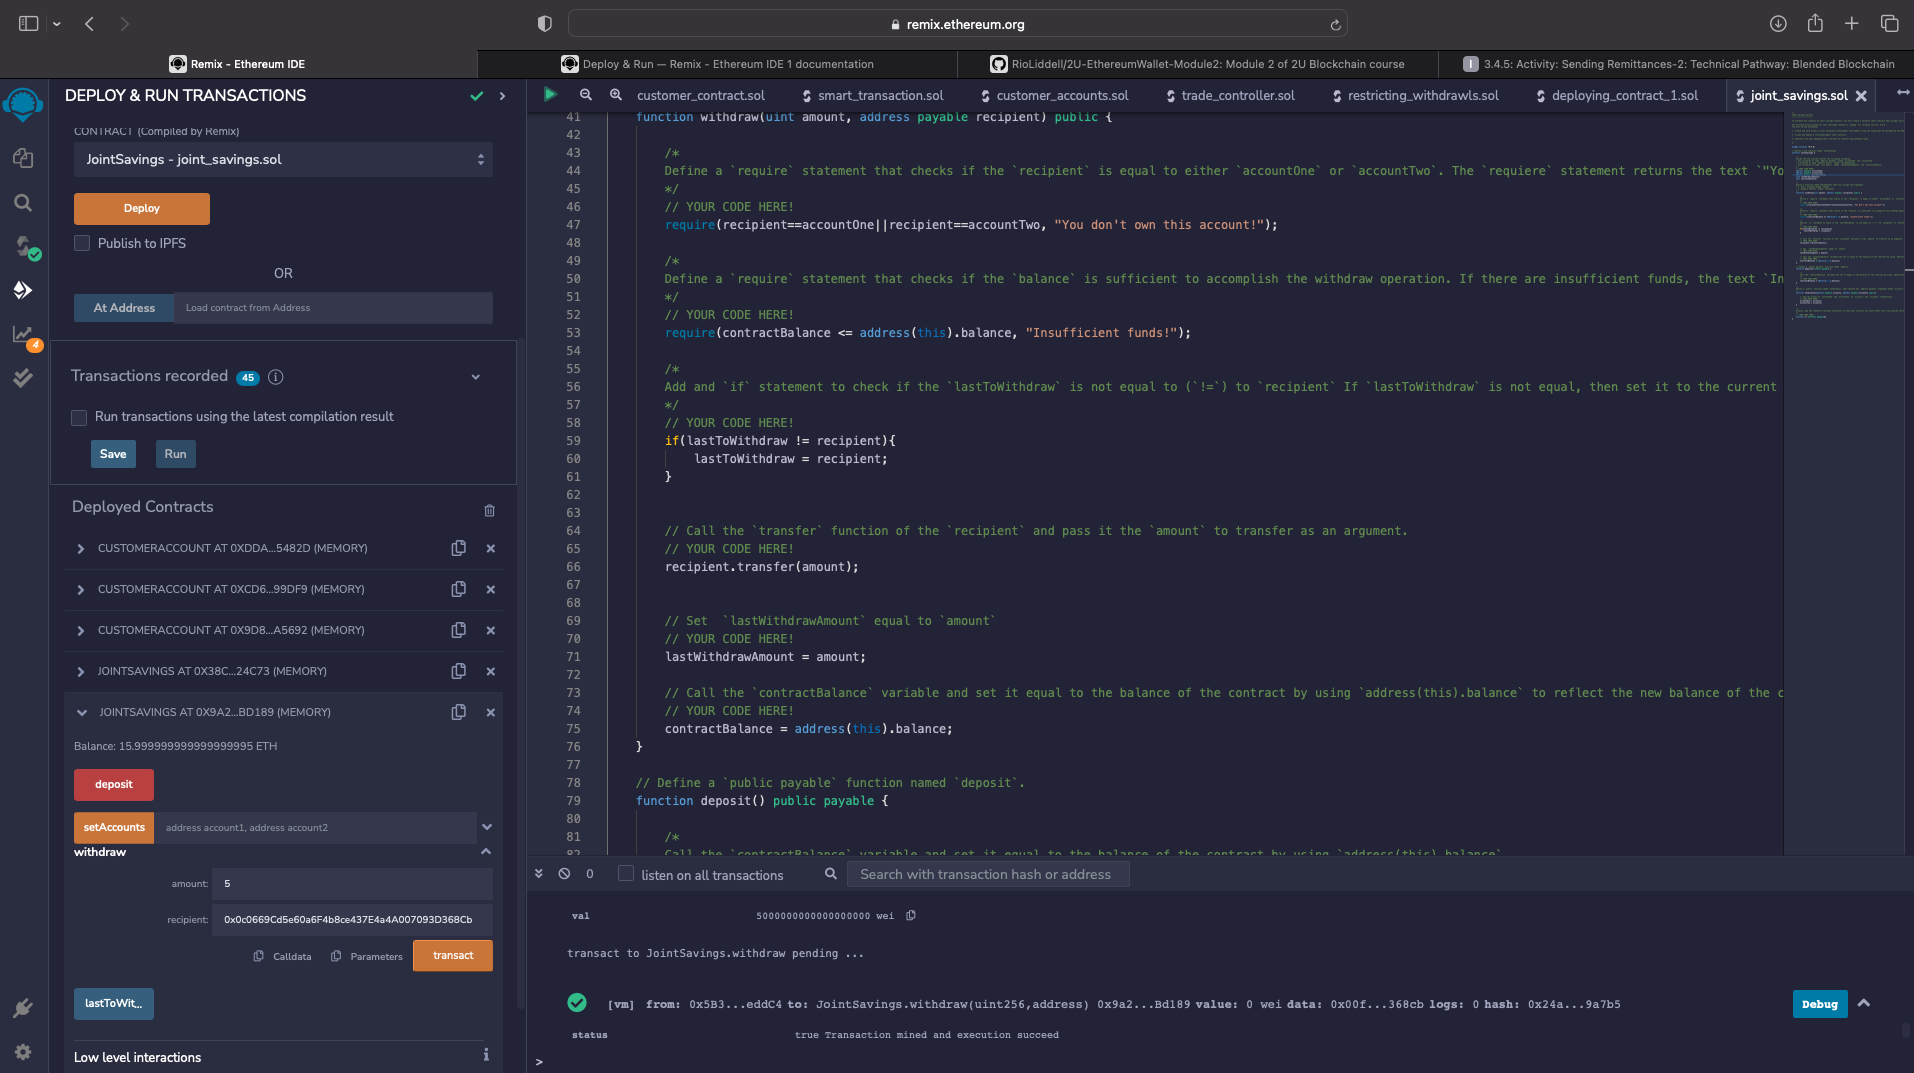 remix.ethereum.org
Remix - Ethereum IDE
Deploy & Run — Remix - Ethereum IDE 1 documentation
RioLiddell/2U-EthereumWallet-Module2: Module 2 of 2U Blockchain course
3.4.5: Activity: Sending Remittances-2: Technical Pathway: Blended Blockchain
DEPLOY & RUN TRANSACTIONS
customer_contract.sol
smart_transaction.sol
customer_accounts.sol
trade_controller.sol
restricting_withdrawls.sol
deploying_contract_1.sol
joint_savings.sol
CONTRACT (Compiled by Remix)
JointSavings - joint_savings.sol
Deploy
Publish to IPFS
OR
At Address
Load contract from Address
4
Transactions recorded 45
Run transactions using the latest compilation result
Save
Run
Deployed Contracts
CUSTOMERACCOUNT AT 0XDDA...5482D (MEMORY)
CUSTOMERACCOUNT AT 0XCD6...99DF9 (MEMORY)
CUSTOMERACCOUNT AT 0X9D8...A5692 (MEMORY)
JOINTSAVINGS AT 0X38C...24C73 (MEMORY)
JOINTSAVINGS AT 0X9A2...BD189 (MEMORY)
Balance: 15.999999999999999995 ETH
deposit
setAccounts
address account1, address account2
withdraw
amount:
5
recipient:
0x0c0669Cd5e60a6F4b8ce437E4a4A007093D368Cb
Calldata
Parameters
transact
lastToWit...
Low level interactions
41 function withdraw(uint amount, address payable recipient) public {
42
43 /*
44 Define a `require` statement that checks if the `recipient` is equal to either `accountOne` or `accountTwo`. The `requiere` statement returns the text `"Yo
45 */
46 // YOUR CODE HERE!
47 require(recipient==accountOne||recipient==accountTwo, "You don't own this account!");
48
49 /*
50 Define a `require` statement that checks if the `balance` is sufficient to accomplish the withdraw operation. If there are insufficient funds, the text `In
51 */
52 // YOUR CODE HERE!
53 require(contractBalance <= address(this).balance, "Insufficient funds!");
54
55 /*
56 Add and `if` statement to check if the `lastToWithdraw` is not equal to (`!=`) to `recipient` If `lastToWithdraw` is not equal, then set it to the current
57 */
58 // YOUR CODE HERE!
59 if(lastToWithdraw != recipient){
60 lastToWithdraw = recipient;
61 }
62
63
64 // Call the `transfer` function of the `recipient` and pass it the `amount` to transfer as an argument.
65 // YOUR CODE HERE!
66 recipient.transfer(amount);
67
68
69 // Set  `lastWithdrawAmount` equal to `amount`
70 // YOUR CODE HERE!
71 lastWithdrawAmount = amount;
72
73 // Call the `contractBalance` variable and set it equal to the balance of the contract by using `address(this).balance` to reflect the new balance of the c
74 // YOUR CODE HERE!
75 contractBalance = address(this).balance;
76 }
77
78 // Define a `public payable` function named `deposit`.
79 function deposit() public payable {
80
81 /*
82 Call the `contractBalance` variable and set it equal to the balance of the contract by using `address(this).balance`
0
listen on all transactions
Search with transaction hash or address
val 5000000000000000000 wei
transact to JointSavings.withdraw pending ...
[vm] from: 0x5B3...eddC4 to: JointSavings.withdraw(uint256,address) 0x9a2...Bd189 value: 0 wei data: 0x00f...368cb logs: 0 hash: 0x24a...9a7b5
Debug
status true Transaction mined and execution succeed
>